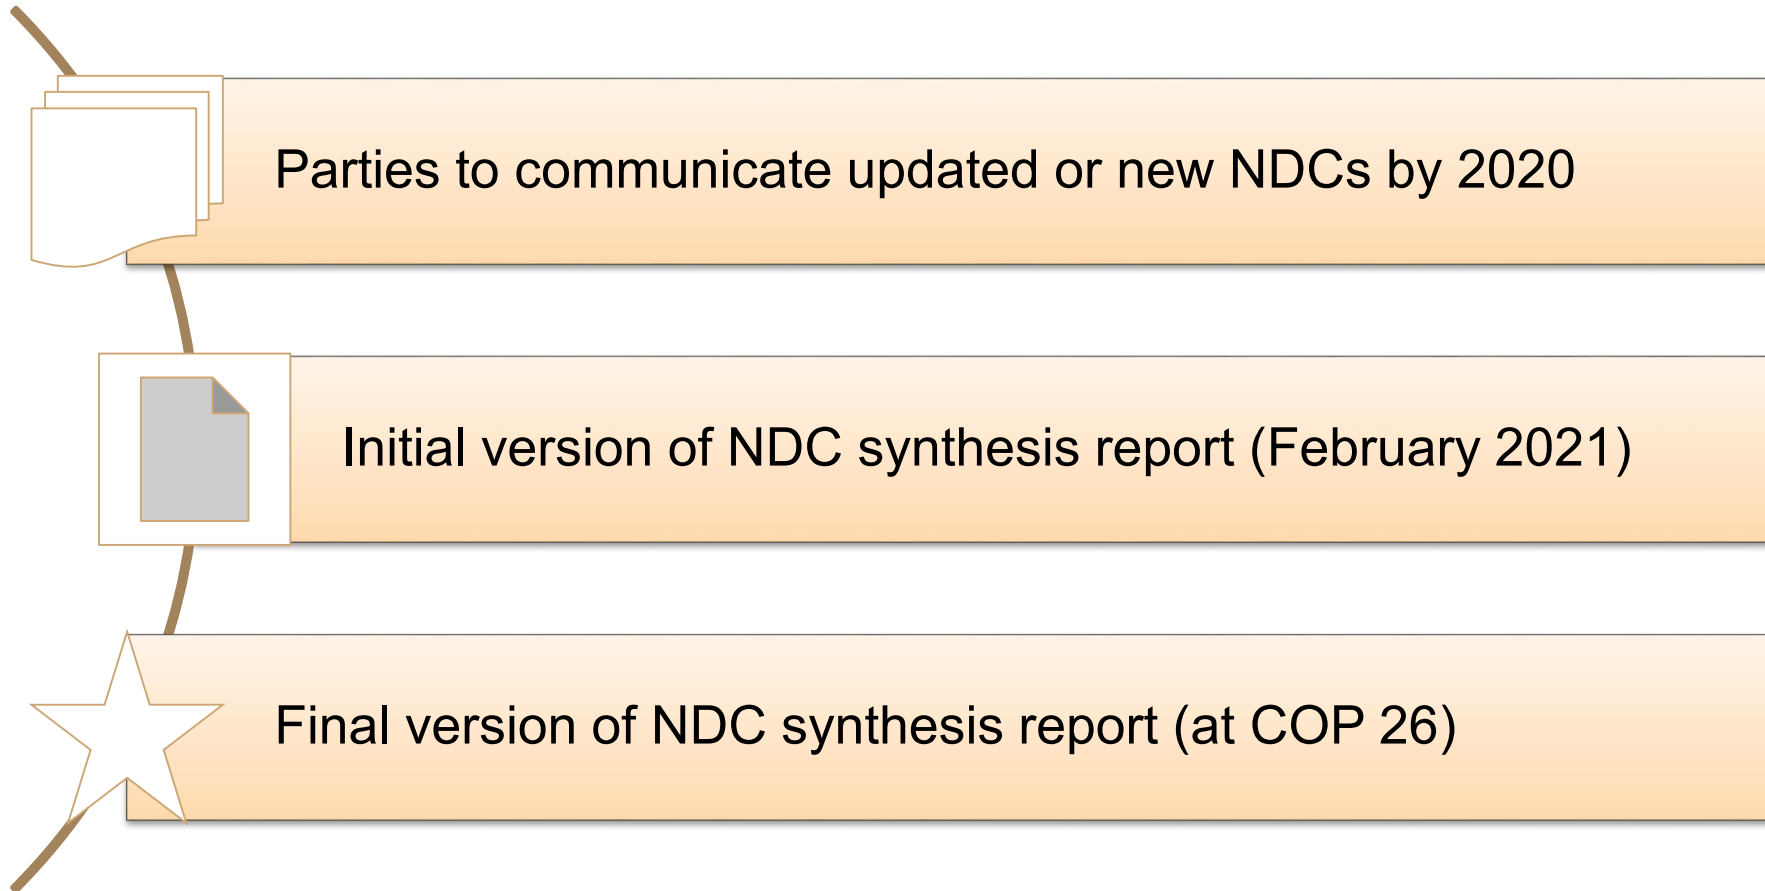 Parties to communicate updated or new NDCs by 2020
Initial version of NDC synthesis report (February 2021)
Final version of NDC synthesis report (at COP 26)